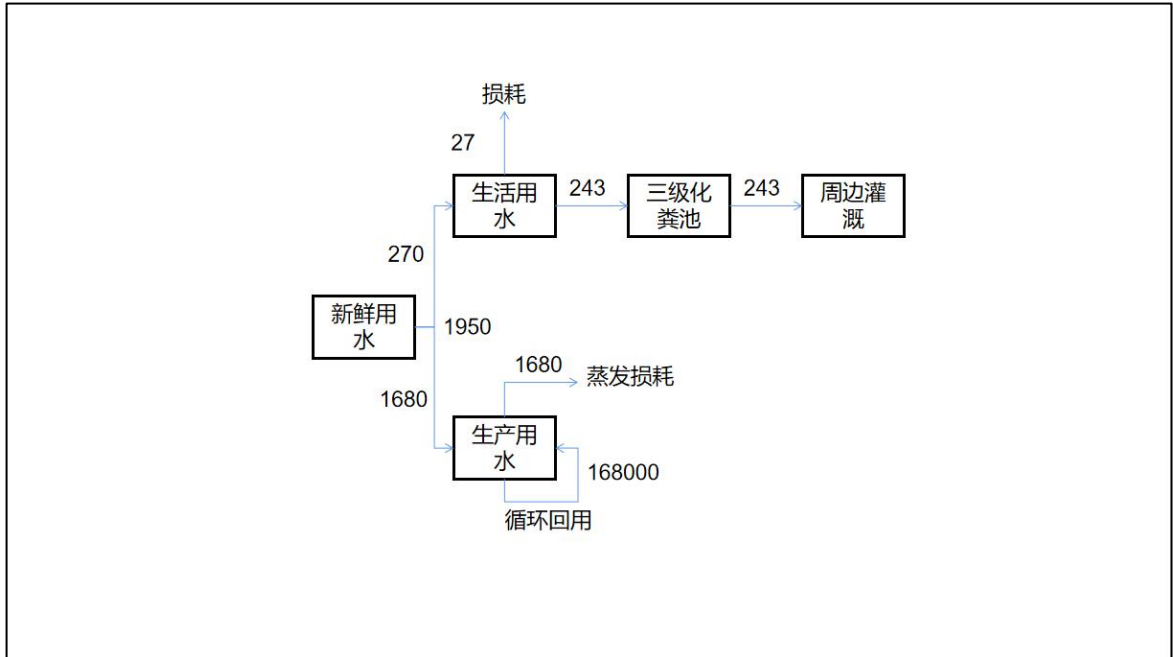 损耗
27
生活用
水
243
三级化
粪池
243
周边灌
溉
270
新鲜用
水
1950
1680
1680
蒸发损耗
生产用
水
168000
循环回用